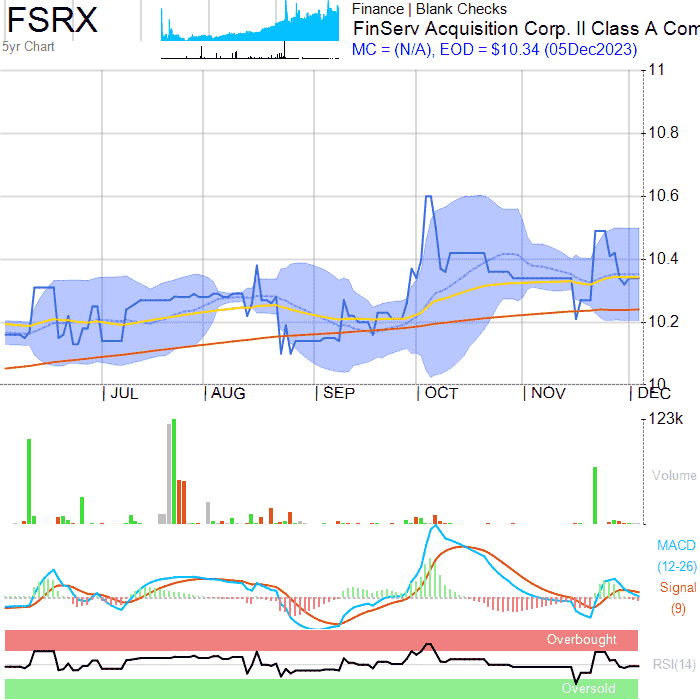 FSRX
5yr Chart
Finance | Blank Checks
FinServ Acquisition Corp. II Class A Com
MC = (N/A), EOD = $10.34 (05Dec2023)
11
10.8
10.6
10.4
10.2
10
| JUL | AUG | SEP | OCT | NOV | DEC
123k
Volume
MACD
(12-26)
Signal
(9)
Overbought
RSI(14)
Oversold